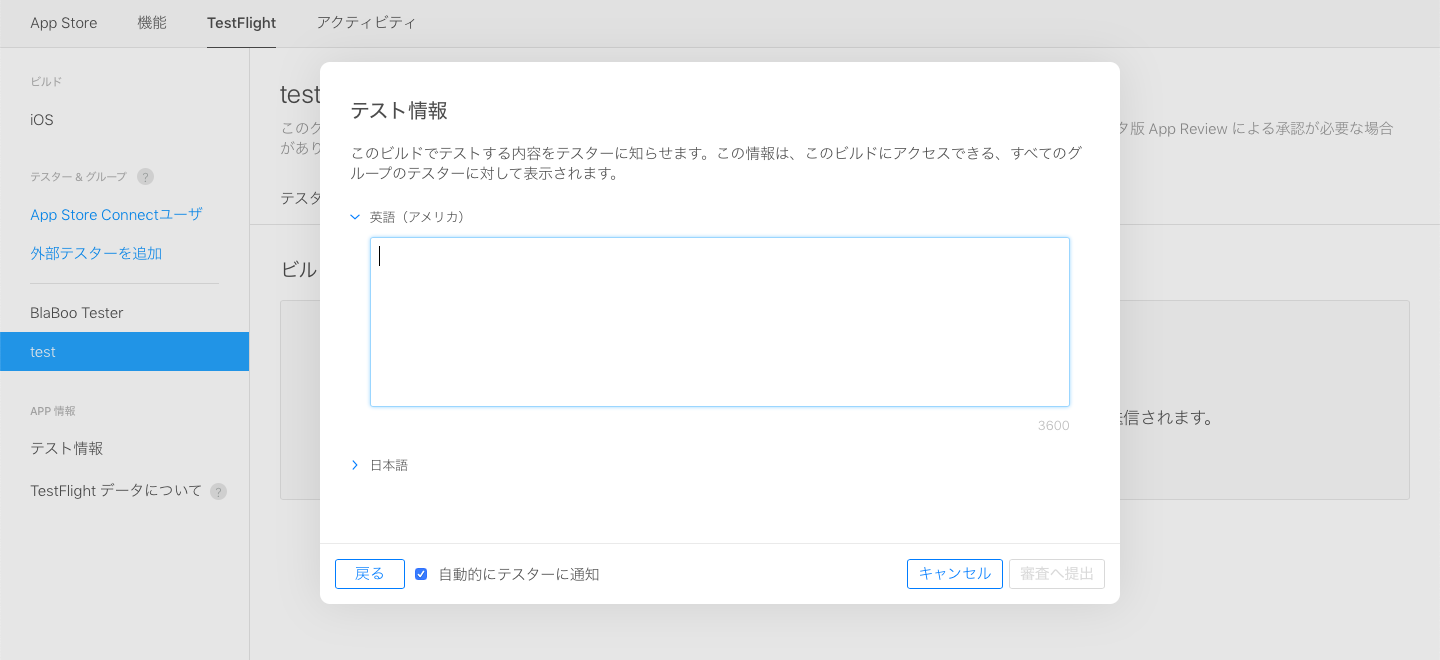 App Store 機能 TestFlight アクティビティ
ビルド
iOS
テスター & グループ ?
App Store Connectユーザ
外部テスターを追加
BlaBoo Tester
test
APP 情報
テスト情報
TestFlight データについて ?
test
このグ
タ版 App Review による承認が必要な場合
があり
テスタ
ビル
送信されます。
テスト情報
このビルドでテストする内容をテスターに知らせます。この情報は、このビルドにアクセスできる、すべてのグ
ループのテスターに対して表示されます。
英語（アメリカ）
3600
日本語
戻る 自動的にテスターに通知 キャンセル 審査へ提出